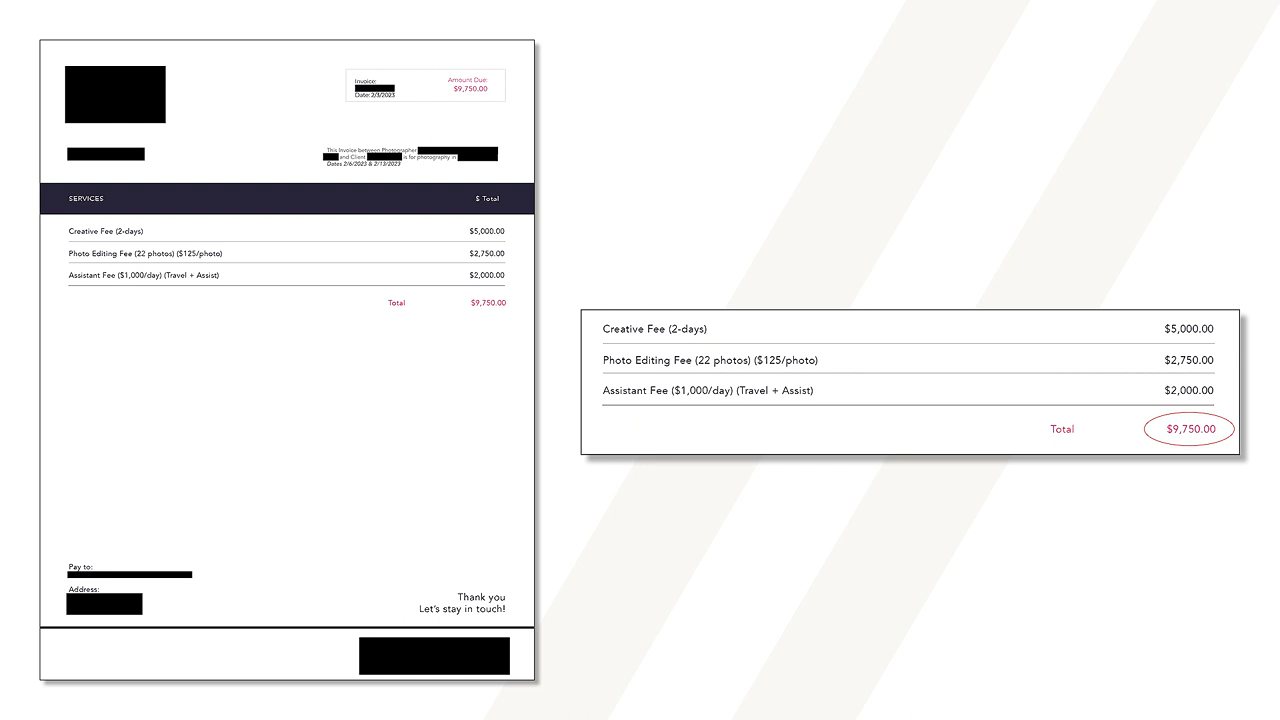 Invoice:
Amount Due:
$9,750.00
Date: 2/3/2023
This Invoice between Photographer
and Client is for photography in
Dates 2/6/2023 & 2/13/2023
SERVICES $ Total
Creative Fee (2-days) $5,000.00
Photo Editing Fee (22 photos) ($125/photo) $2,750.00
Assistant Fee ($1,000/day) (Travel + Assist) $2,000.00
Total $9,750.00
Pay to:
Address:
Thank you
Let's stay in touch!
Creative Fee (2-days) $5,000.00
Photo Editing Fee (22 photos) ($125/photo) $2,750.00
Assistant Fee ($1,000/day) (Travel + Assist) $2,000.00
Total $9,750.00